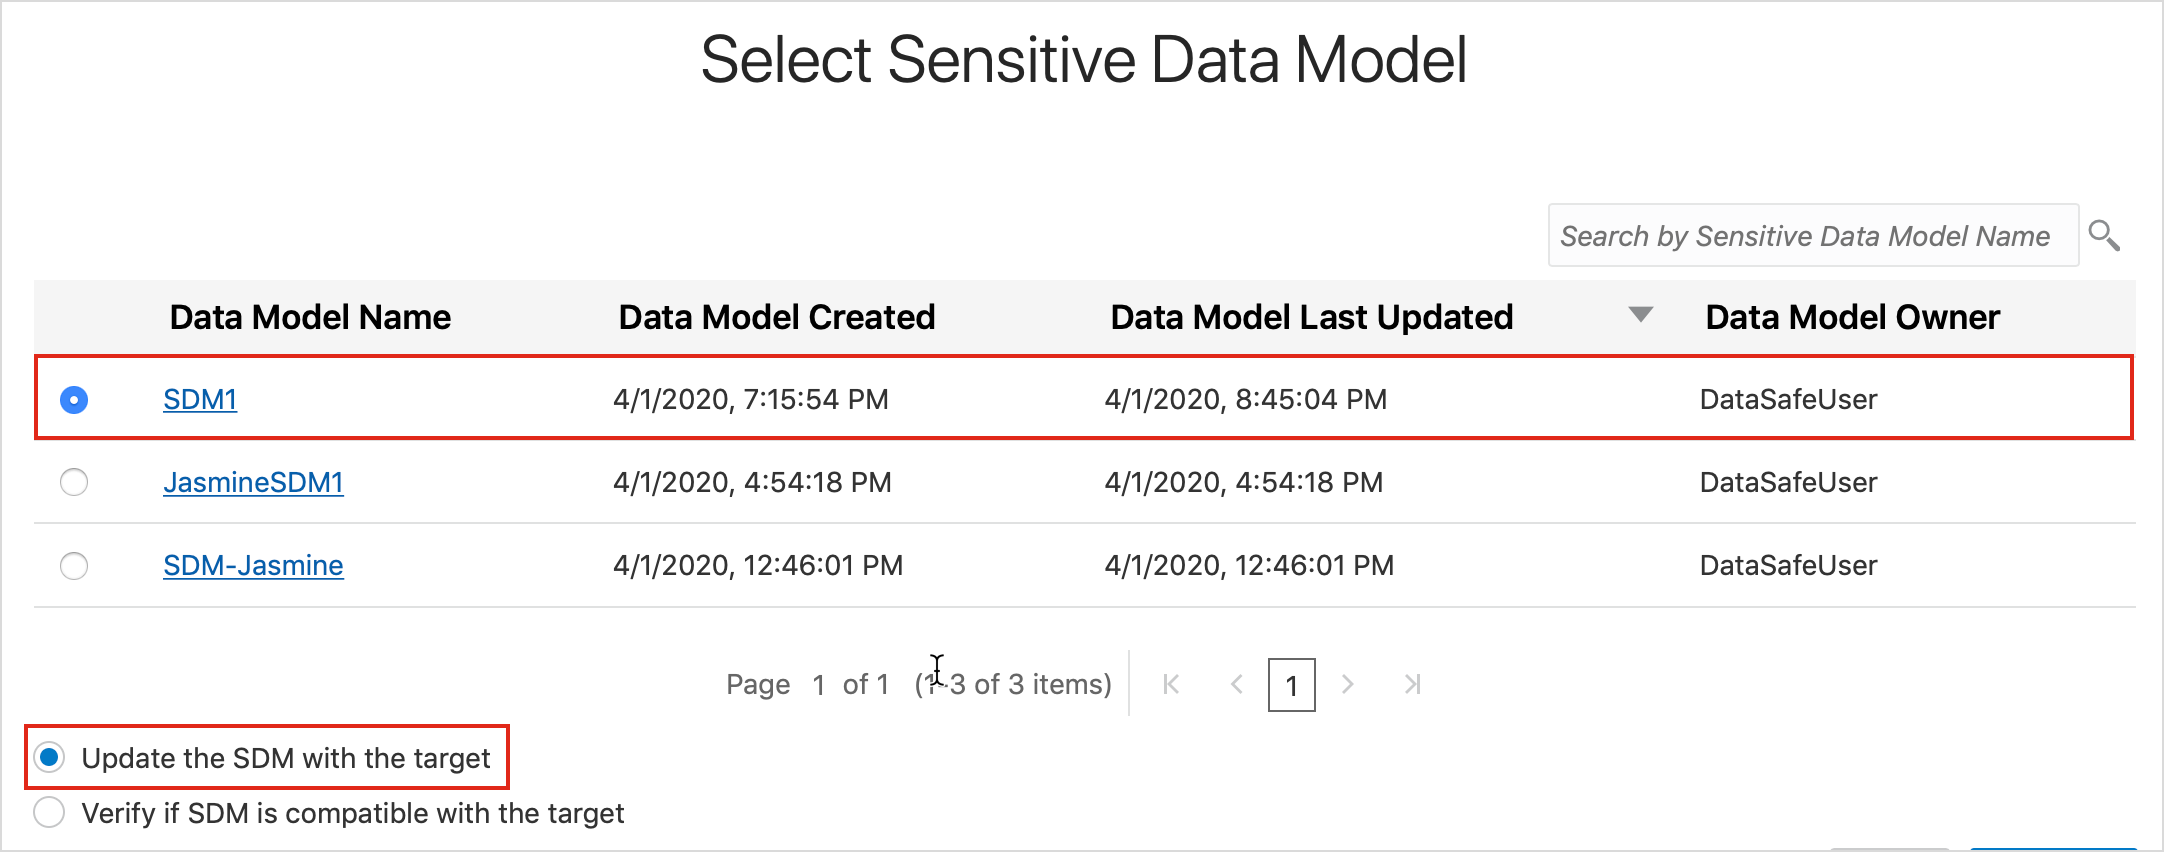 Select Sensitive Data Model
Search by Sensitive Data Model Name
Data Model Name Data Model Created Data Model Last Updated Data Model Owner
SDM1 4/1/2020, 7:15:54 PM 4/1/2020, 8:45:04 PM DataSafeUser
JasmineSDM1 4/1/2020, 4:54:18 PM 4/1/2020, 4:54:18 PM DataSafeUser
SDM-Jasmine 4/1/2020, 12:46:01 PM 4/1/2020, 12:46:01 PM DataSafeUser
Page 1 of 1 (1-3 of 3 items) 1
Update the SDM with the target
Verify if SDM is compatible with the target